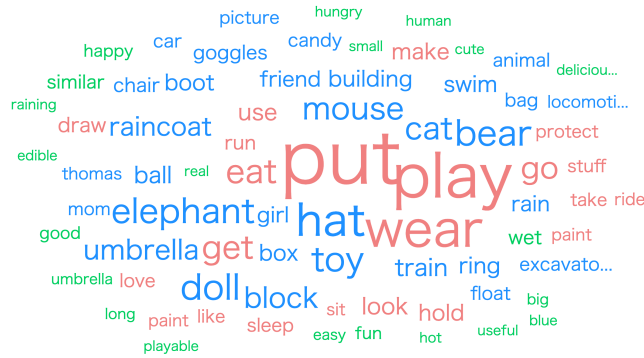 hungry
picture
human
car
candy
small
happy
goggles
make
cute
animal
deliciou...
similar
chair
boot
friend
building
swim
bag
locomoti...
raining
use
mouse
draw
raincoat
cat
bear
protect
run
put
edible
thomas
ball
real
eat
play
go
stuff
mom
elephant
girl
hat
wear
rain
take
ride
good
umbrella
get
box
toy
wet
paint
train
ring
excavato...
umbrella
love
doll
block
float
long
paint
like
sleep
sit
look
hold
big
blue
playable
easy
fun
hot
useful